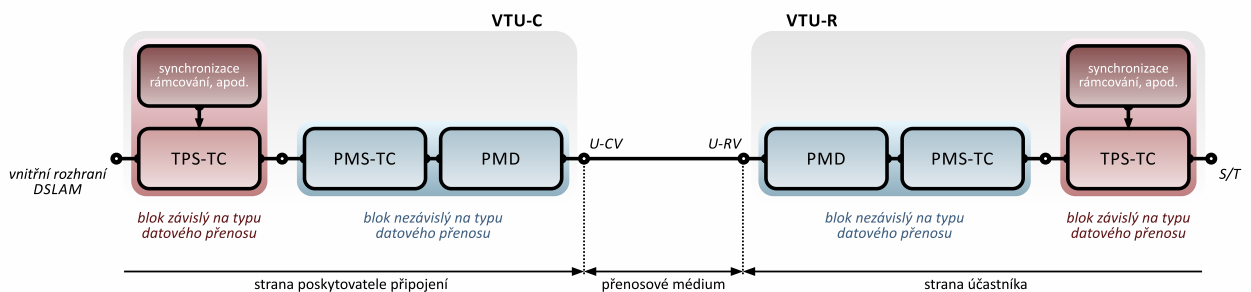 VTU-C
VTU-R
synchronizace
rámcování, apod.
synchronizace
rámcování, apod.
U-CV
U-RV
TPS-TC
PMS-TC
PMD
PMD
PMS-TC
TPS-TC
vnitřní rozhraní
DSLAM
S/T
blok závislý na typu
datového přenosu
blok nezávislý na typu
datového přenosu
blok nezávislý na typu
datového přenosu
blok závislý na typu
datového přenosu
strana poskytovatele připojení
přenosové médium
strana účastníka